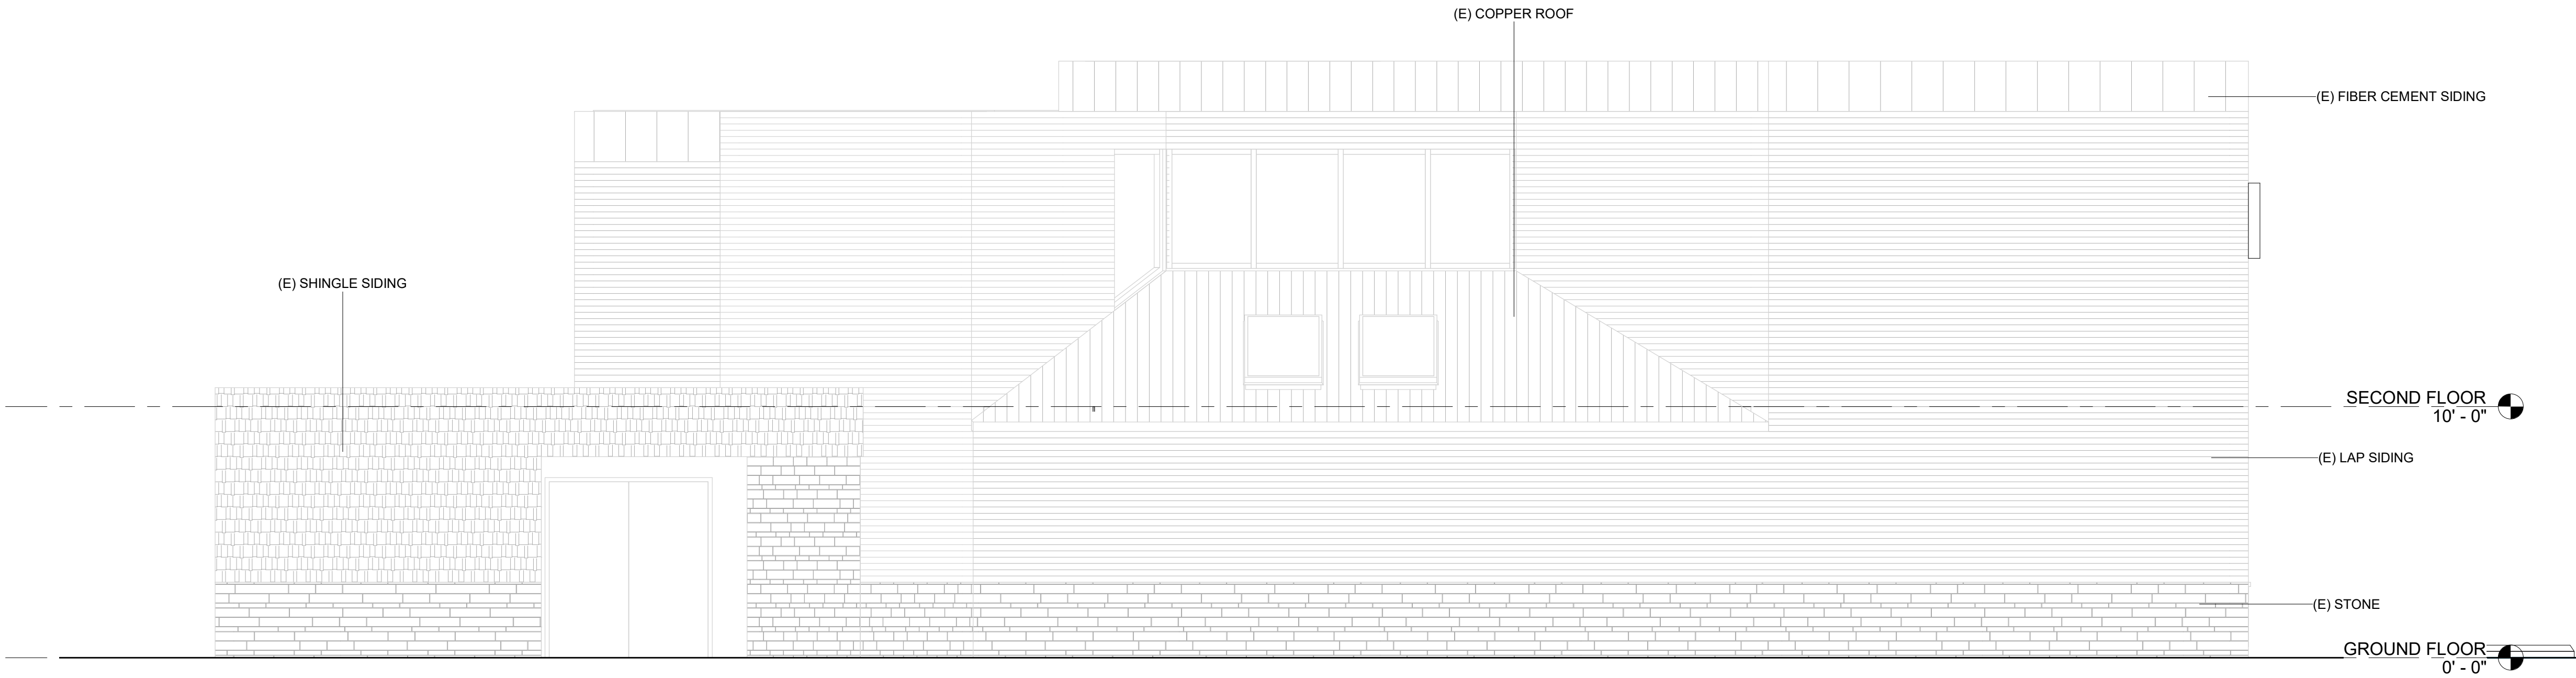 (E) COPPER ROOF
(E) FIBER CEMENT SIDING
(E) SHINGLE SIDING
SECOND FLOOR
10' - 0"
(E) LAP SIDING
(E) STONE
GROUND FLOOR
0' - 0"